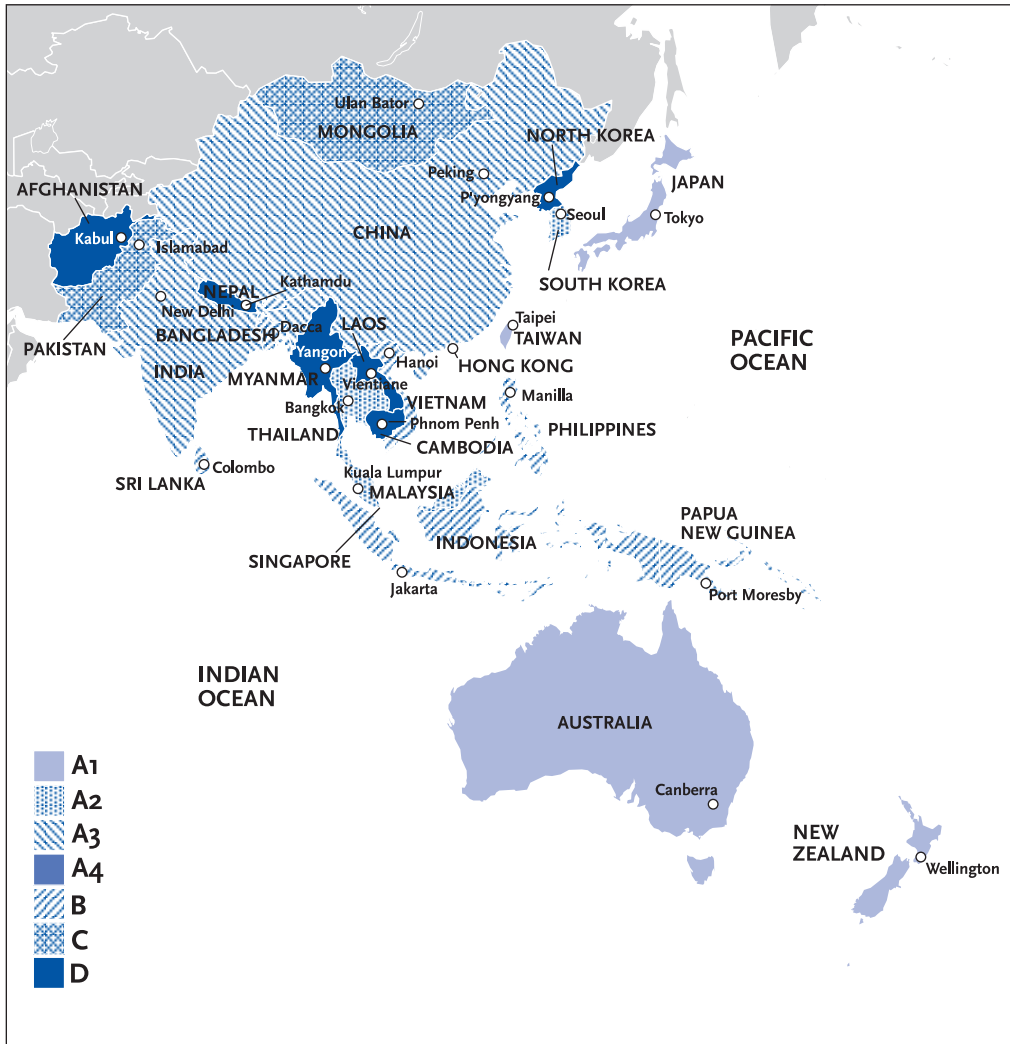 Ulan Bator
MONGOLIA
NORTH KOREA
Peking
JAPAN
AFGHANISTAN
P'yongyang
Seoul
Tokyo
CHINA
Kabul
Islamabad
SOUTH KOREA
NEPAL
Kathamdu
New Delhi
Taipei
TAIWAN
BANGLADESH
Dacca
LAOS
PACIFIC
OCEAN
PAKISTAN
Yangon
Hanoi
HONG KONG
INDIA
MYANMAR
Vientiane
Manilla
Bangkok
VIETNAM
Phnom Penh
THAILAND
PHILIPPINES
CAMBODIA
Colombo
SRI LANKA
Kuala Lumpur
MALAYSIA
PAPUA
NEW GUINEA
INDONESIA
SINGAPORE
Jakarta
Port Moresby
INDIAN
OCEAN
AUSTRALIA
A1
A2
Canberra
A3
NEW
ZEALAND
A4
Wellington
B
C
D